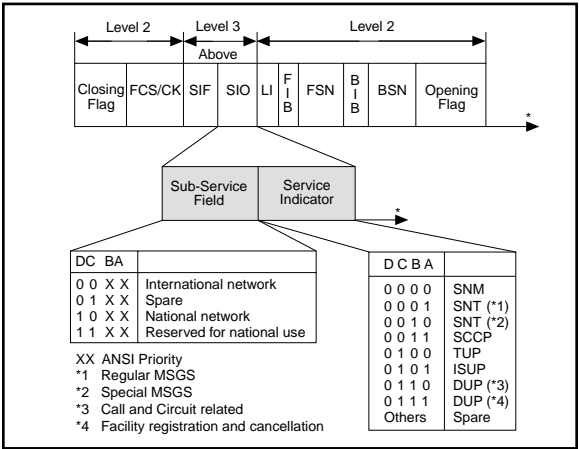 Level 2 Level 3 Level 2
Above
Closing Flag FCS/CK SIF SIO LI FIB FSN BIB BSN Opening Flag
*
Sub-Service Field Service Indicator
*
DC BA
0 0 X X International network
0 1 X X Spare
1 0 X X National network
1 1 X X Reserved for national use
XX ANSI Priority
*1 Regular MSGS
*2 Special MSGS
*3 Call and Circuit related
*4 Facility registration and cancellation
D C B A
0 0 0 0 SNM
0 0 0 1 SNT (*1)
0 0 1 0 SNT (*2)
0 0 1 1 SCCP
0 1 0 0 TUP
0 1 0 1 ISUP
0 1 1 0 DUP (*3)
0 1 1 1 DUP (*4)
Others Spare